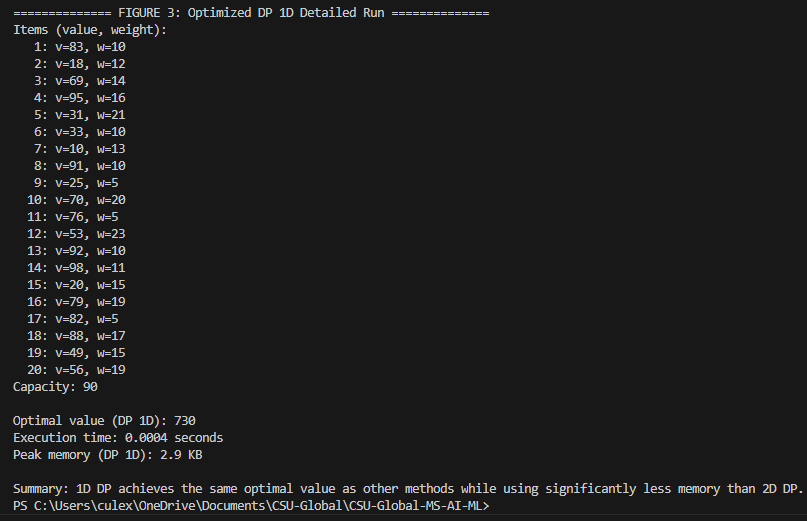 ============== FIGURE 3: Optimized DP 1D Detailed Run ==============
Items (value, weight):
   1: v=83, w=10
   2: v=18, w=12
   3: v=69, w=14
   4: v=95, w=16
   5: v=31, w=21
   6: v=33, w=10
   7: v=10, w=13
   8: v=91, w=10
   9: v=25, w=5
  10: v=70, w=20
  11: v=76, w=5
  12: v=53, w=23
  13: v=92, w=10
  14: v=98, w=11
  15: v=20, w=15
  16: v=79, w=19
  17: v=82, w=5
  18: v=88, w=17
  19: v=49, w=15
  20: v=56, w=19
Capacity: 90

Optimal value (DP 1D): 730
Execution time: 0.0004 seconds
Peak memory (DP 1D): 2.9 KB

Summary: 1D DP achieves the same optimal value as other methods while using significantly less memory than 2D DP.
PS C:\Users\culex\OneDrive\Documents\CSU-Global\CSU-Global-MS-AI-ML>